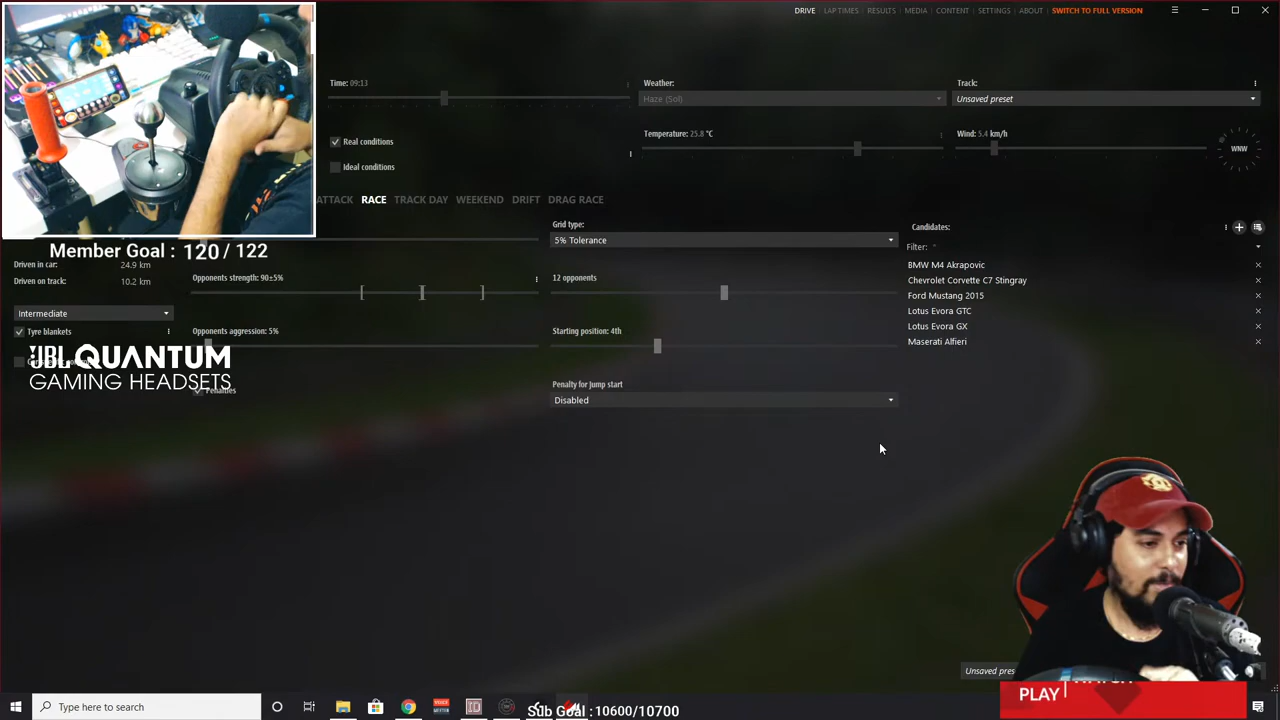 DRIVE LAP TIMES RESULTS MEDIA CONTENT SETTINGS ABOUT SWITCH TO FULL VERSION
Time: 09:13
Weather:
Haze (Sol)
Track:
Unsaved preset
Real conditions
Ideal conditions
Temperature: 25.8 °C
Wind: 5.4 km/h
WNW
ATTACK RACE TRACK DAY WEEKEND DRIFT DRAG RACE
Member Goal : 120 / 122
Driven in car: 24.9 km
Driven on track: 10.2 km
Intermediate
Tyre blankets
JBL QUANTUM
GAMING HEADSETS
Opponents strength: 90±5%
Opponents aggression: 5%
Penalties
Grid type:
5% Tolerance
12 opponents
Starting position: 4th
Penalty for jump start
Disabled
Candidates:
Filter:
BMW M4 Akrapovic
Chevrolet Corvette C7 Stingray
Ford Mustang 2015
Lotus Evora GTC
Lotus Evora GX
Maserati Alfieri
Unsaved pres
PLAY
Type here to search
Sub Goal : 10600/10700